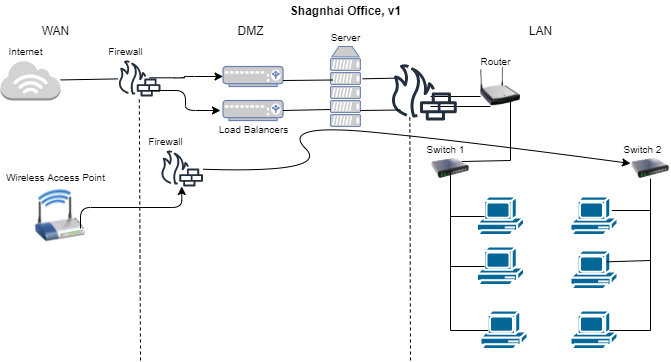 Shagnhai Office, v1
WAN
DMZ
LAN
Internet
Firewall
Server
Router
Load Balancers
Firewall
Switch 1
Switch 2
Wireless Access Point